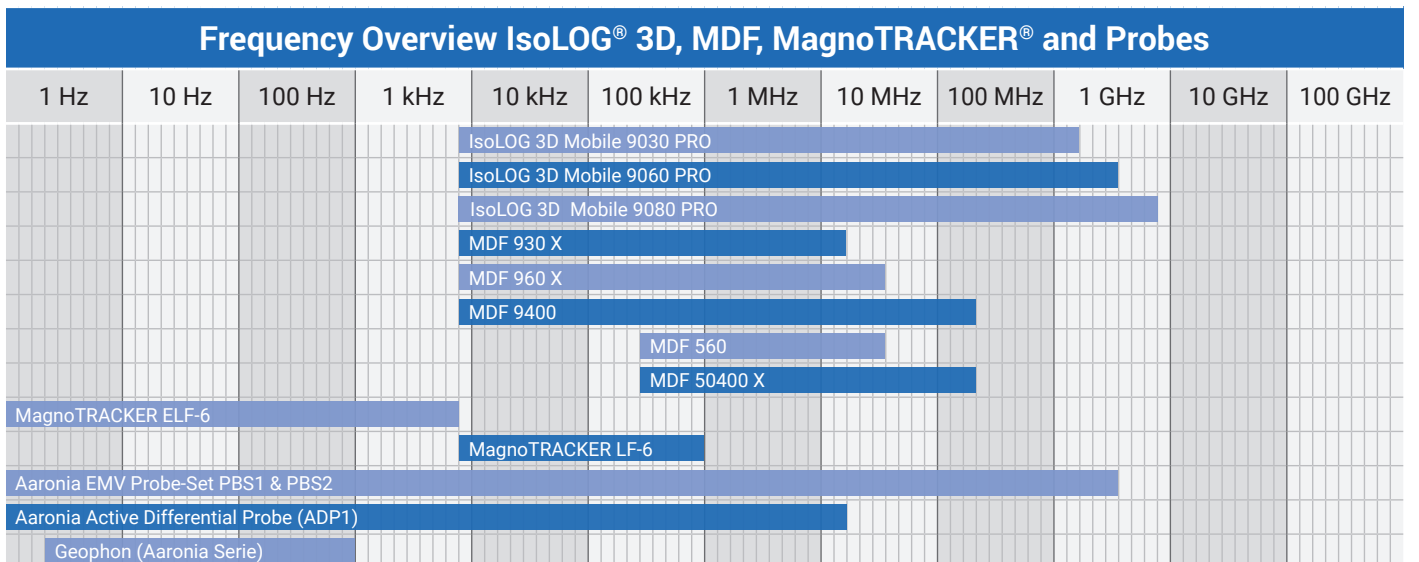 Frequency Overview IsoLOG® 3D, MDF, MagnoTRACKER® and Probes
1 Hz 10 Hz 100 Hz 1 kHz 10 kHz 100 kHz 1 MHz 10 MHz 100 MHz 1 GHz 10 GHz 100 GHz
IsoLOG 3D Mobile 9030 PRO
IsoLOG 3D Mobile 9060 PRO
IsoLOG 3D Mobile 9080 PRO
MDF 930 X
MDF 960 X
MDF 9400
MDF 560
MDF 50400 X
MagnoTRACKER ELF-6
MagnoTRACKER LF-6
Aaronia EMV Probe-Set PBS1 & PBS2
Aaronia Active Differential Probe (ADP1)
Geophon (Aaronia Serie)